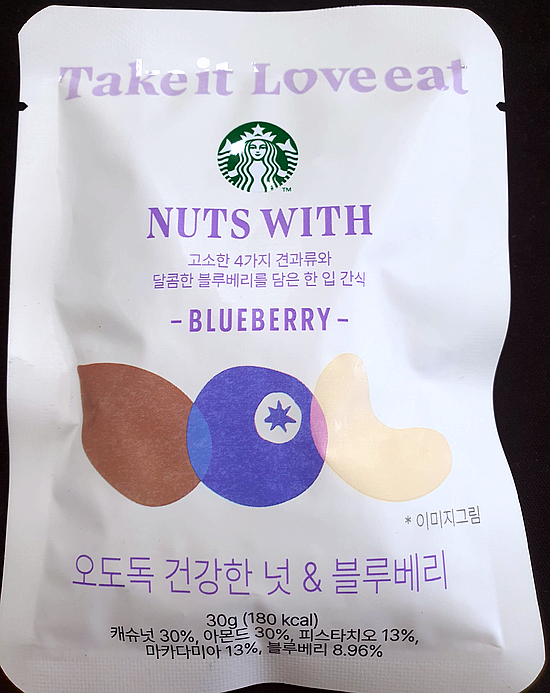 Take it Love eat
TM
NUTS WITH
고소한 4가지 견과류와
달콤한 블루베리를 담은 한 입 간식
-BLUEBERRY-
* 이미지그림
오도독 건강한 넛 & 블루베리
30g (180 kcal)
캐슈넛 30%, 아몬드 30%, 피스타치오 13%,
마카다미아 13%, 블루베리 8.96%